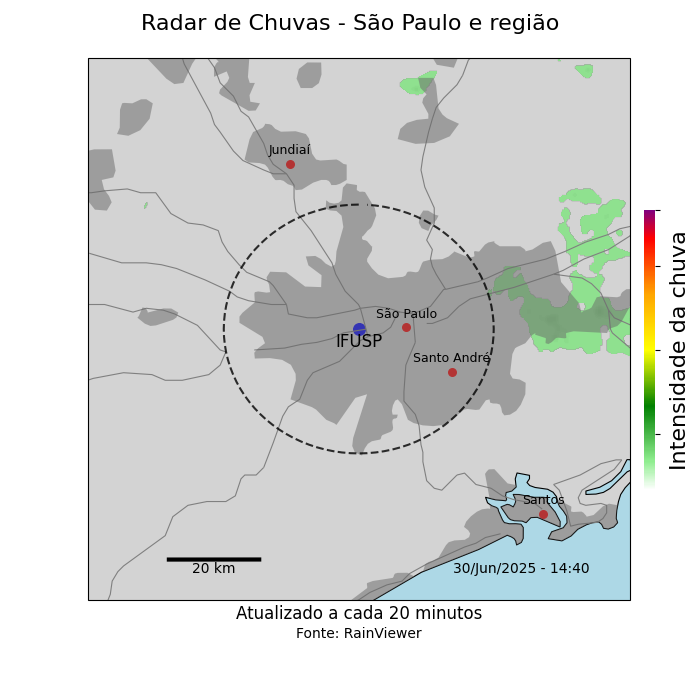 Radar de Chuvas - São Paulo e região
Jundiaí
São Paulo
IFUSP
Santo André
Santos
20 km
30/Jun/2025 - 14:40
Intensidade da chuva
Atualizado a cada 20 minutos
Fonte: RainViewer